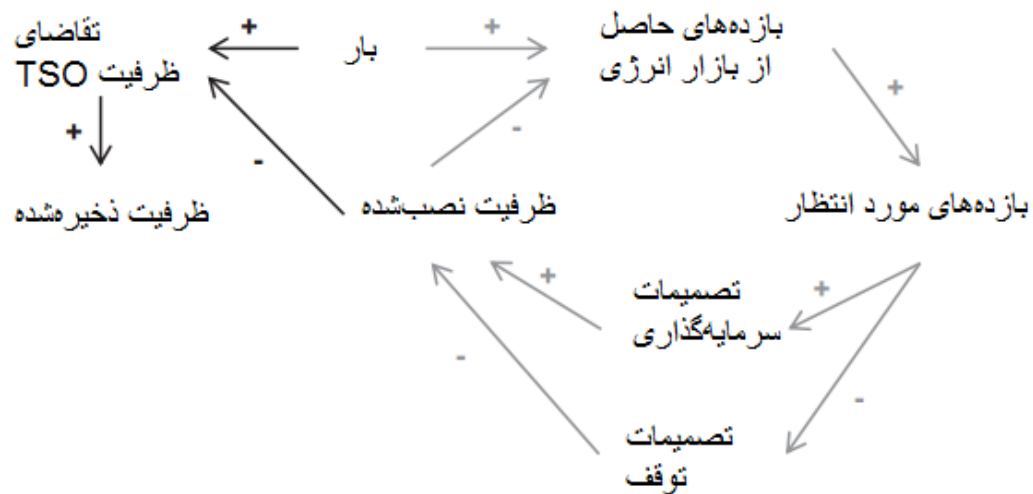 تقاضای
ظرفیت TSO
+
بار
+
بازده‌های حاصل
از بازار انرژی
+
+
-
-
ظرفیت ذخیره‌شده
ظرفیت نصب‌شده
بازده‌های مورد انتظار
+
تصمیمات
سرمایه‌گذاری
+
-
-
تصمیمات
توقف